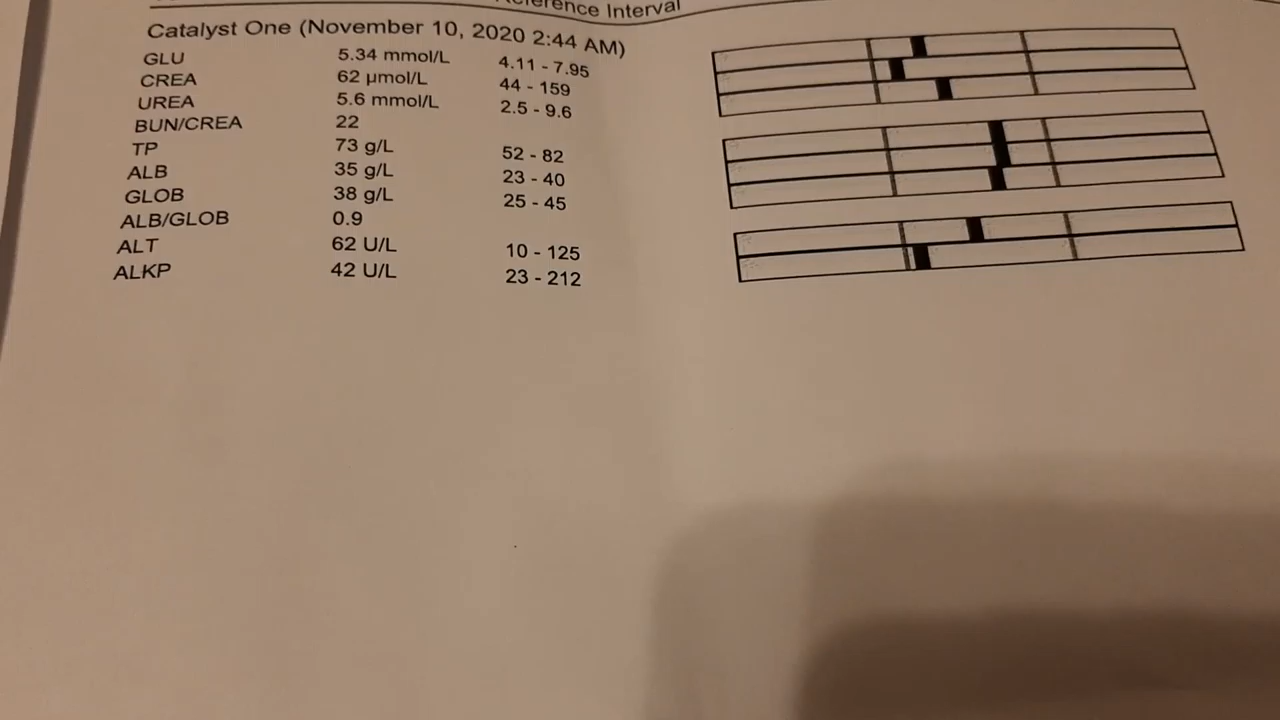 Reference Interval
Catalyst One (November 10, 2020 2:44 AM)
GLU 5.34 mmol/L 4.11 - 7.95
CREA 62 µmol/L 44 - 159
UREA 5.6 mmol/L 2.5 - 9.6
BUN/CREA 22
TP 73 g/L 52 - 82
ALB 35 g/L 23 - 40
GLOB 38 g/L 25 - 45
ALB/GLOB 0.9
ALT 62 U/L 10 - 125
ALKP 42 U/L 23 - 212